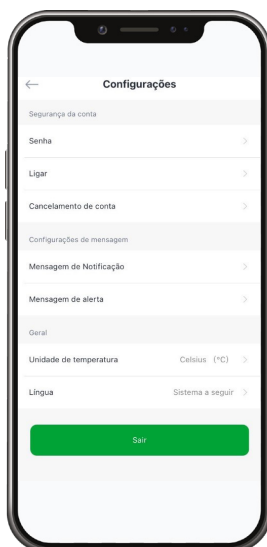 Configurações
Segurança da conta
Senha
Ligar
Cancelamento de conta
Configurações de mensagem
Mensagem de Notificação
Mensagem de alerta
Geral
Unidade de temperatura Celsius (°C)
Língua Sistema a seguir
Sair